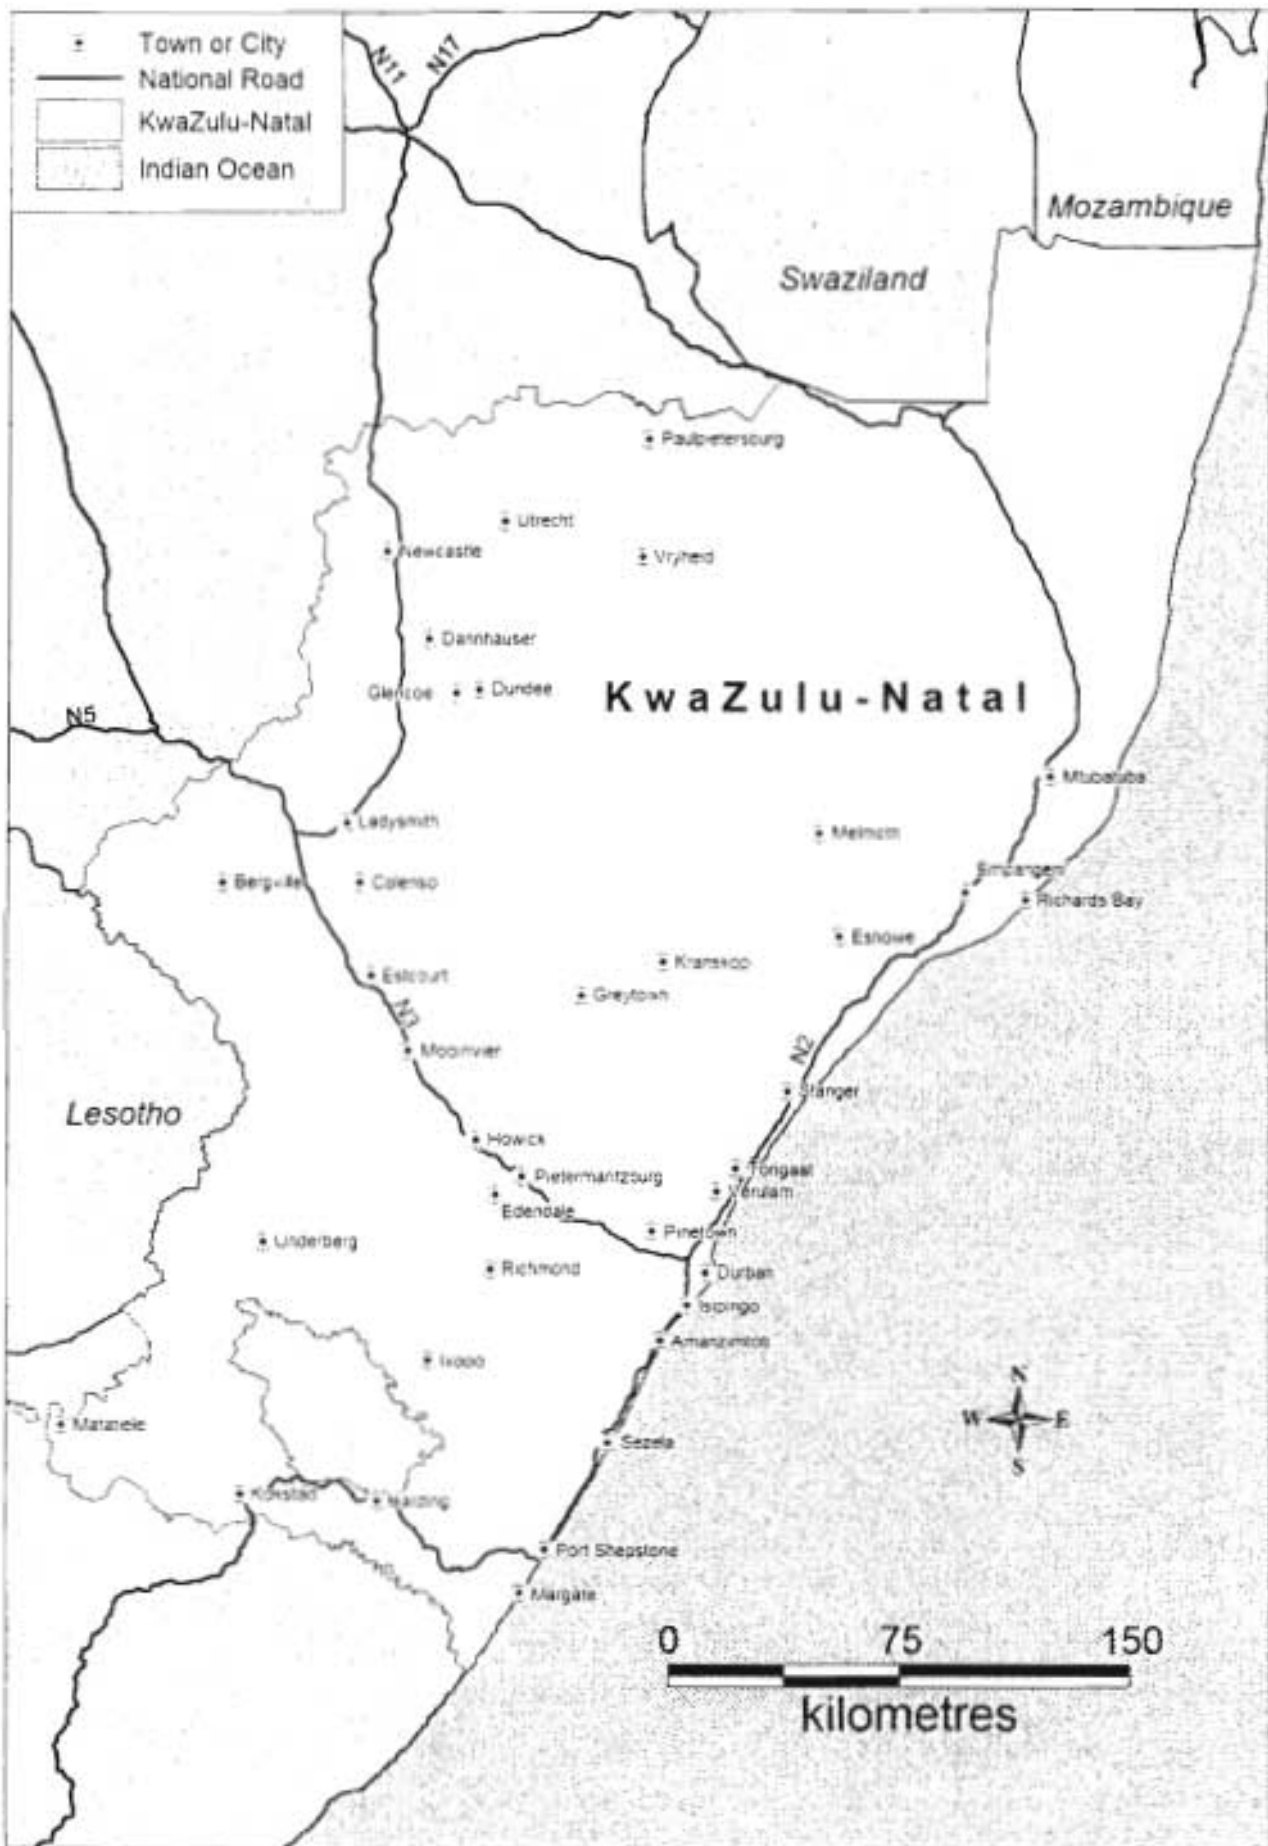 Town or City
National Road
KwaZulu-Natal
Indian Ocean
N11
N17
Mozambique
Swaziland
Paulpietersburg
Utrecht
Newcastle
Vryheid
Dannhauser
Glencoe
Dundee
KwaZulu-Natal
N5
Mtubatuba
Ladysmith
Melmoth
Empangeni
Bergville
Colenso
Richards Bay
Eshowe
Kranskop
Estcourt
Greytown
N3
Mooirivier
N2
Stanger
Lesotho
Howick
Tongaat
Pietermaritzburg
Verulam
Edendale
Pinetown
Underberg
Richmond
Durban
Isipingo
Amanzimtoti
Ixopo
N
W
E
S
Matatiele
Sezela
Kokstad
Harding
Port Shepstone
Margate
0 75 150
kilometres